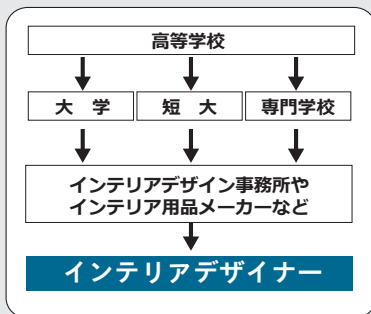 高等学校
大　学
短　大
専門学校
インテリアデザイン事務所や
インテリア用品メーカーなど
インテリアデザイナー